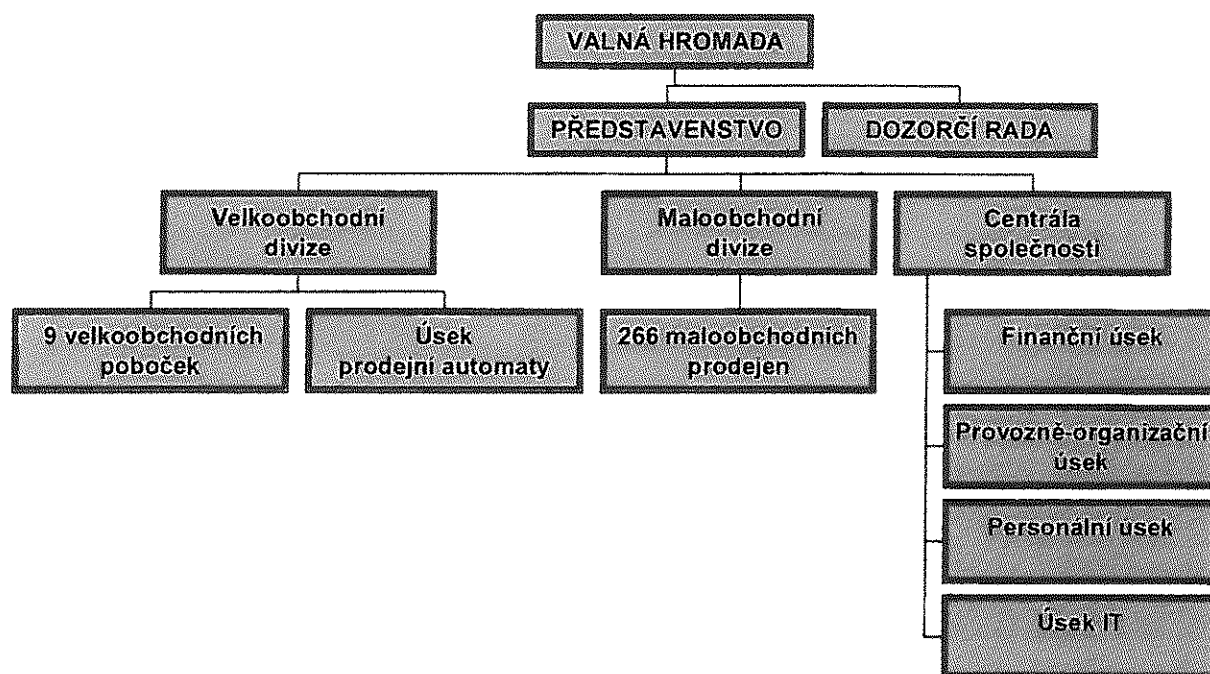 VALNÁ HROMADA
PŘEDSTAVENSTVO
DOZORČÍ RADA
Velkoobchodní
divize
Maloobchodní
divize
Centrála
společnosti
9 velkoobchodních
poboček
Úsek
prodejní automaty
266 maloobchodních
prodejen
Finanční úsek
Provozně-organizační
úsek
Personální úsek
Úsek IT